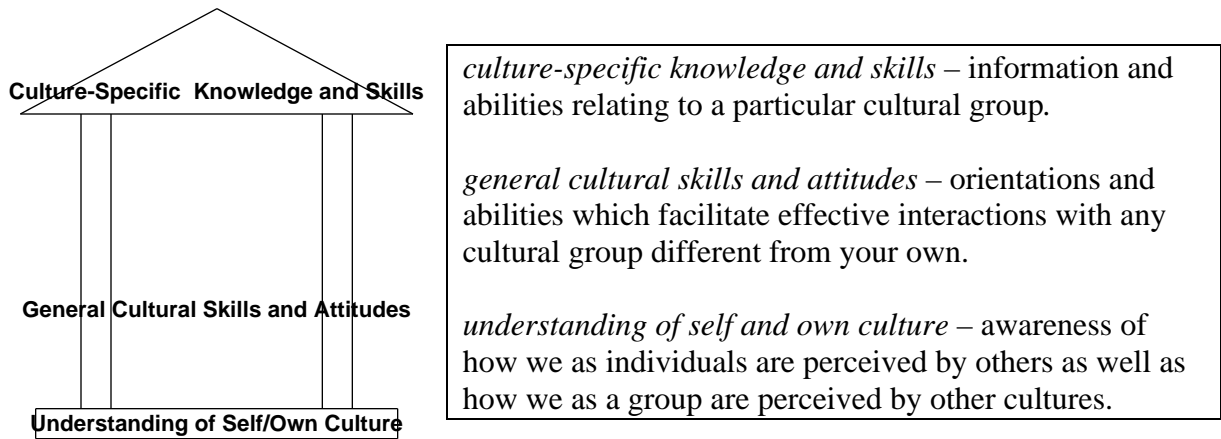 Culture-Specific Knowledge and Skills
General Cultural Skills and Attitudes
Understanding of Self/Own Culture
culture-specific knowledge and skills – information and
abilities relating to a particular cultural group.
general cultural skills and attitudes – orientations and
abilities which facilitate effective interactions with any
cultural group different from your own.
understanding of self and own culture – awareness of
how we as individuals are perceived by others as well as
how we as a group are perceived by other cultures.